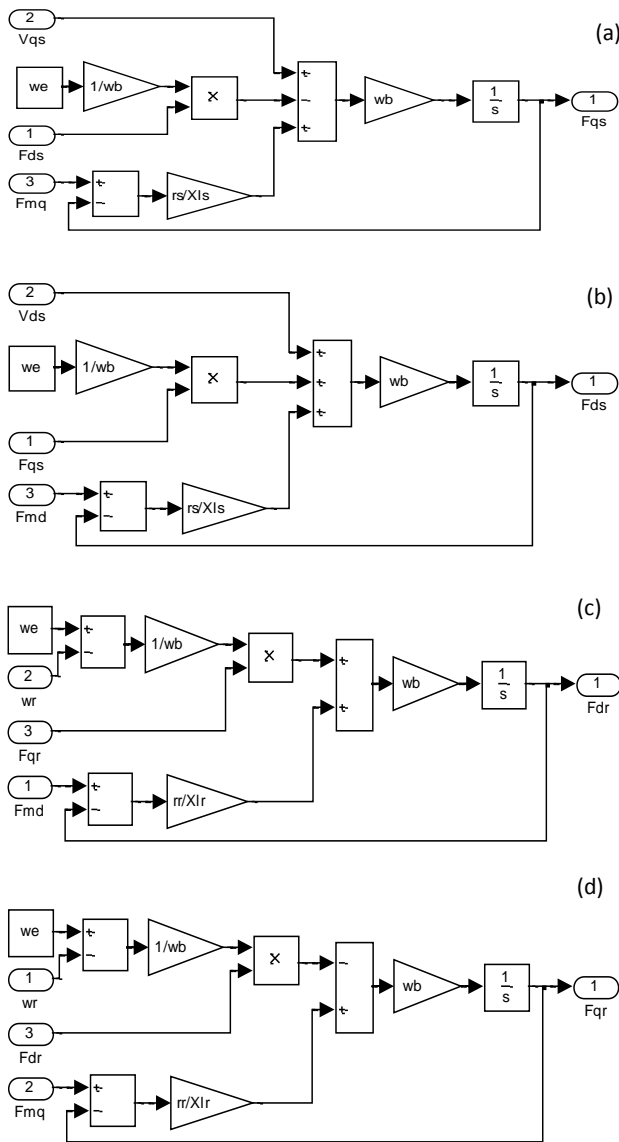 2
Vqs
(a)
we
1/wb
×
+
−
+
wb
1
s
1
Fqs
1
Fds
3
Fmq
+
−
rs/Xls
2
Vds
(b)
we
1/wb
×
+
+
+
wb
1
s
1
Fds
1
Fqs
3
Fmd
+
−
rs/Xls
(c)
we
+
−
1/wb
×
+
+
wb
1
s
1
Fdr
2
wr
3
Fqr
1
Fmd
+
−
rr/Xlr
(d)
we
+
−
1/wb
×
−
+
wb
1
s
1
Fqr
1
wr
3
Fdr
2
Fmq
+
−
rr/Xlr